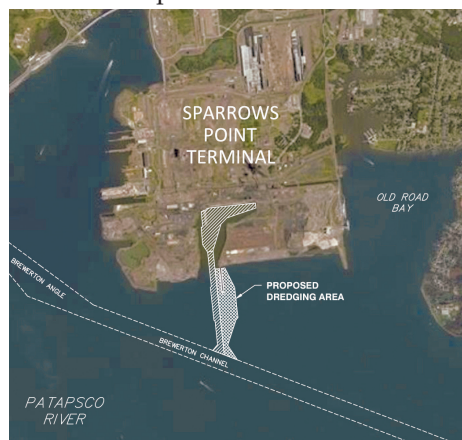 SPARROWS
POINT
TERMINAL
OLD ROAD
BAY
BREWERTON ANGLE
PROPOSED
DREDGING AREA
BREWERTON CHANNEL
PATAPSCO
RIVER